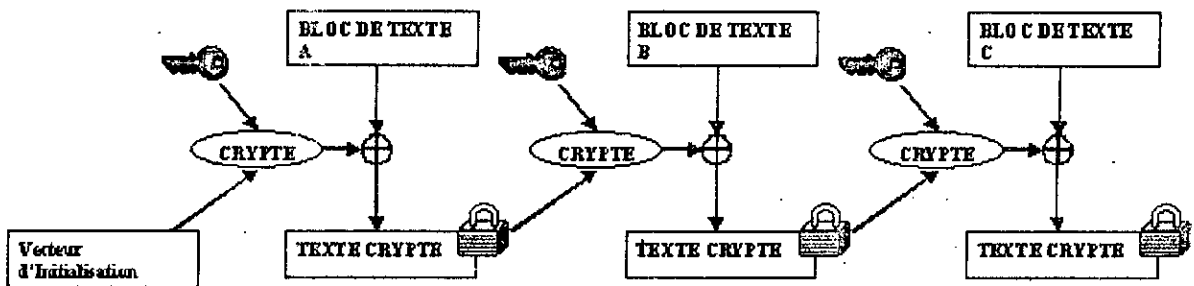 BLOC DE TEXTE
A
BLOC DE TEXTE
B
BLOC DE TEXTE
C
CRYPTE
CRYPTE
CRYPTE
Vecteur
d'Initialisation
TEXTE CRYPTE
TEXTE CRYPTE
TEXTE CRYPTE